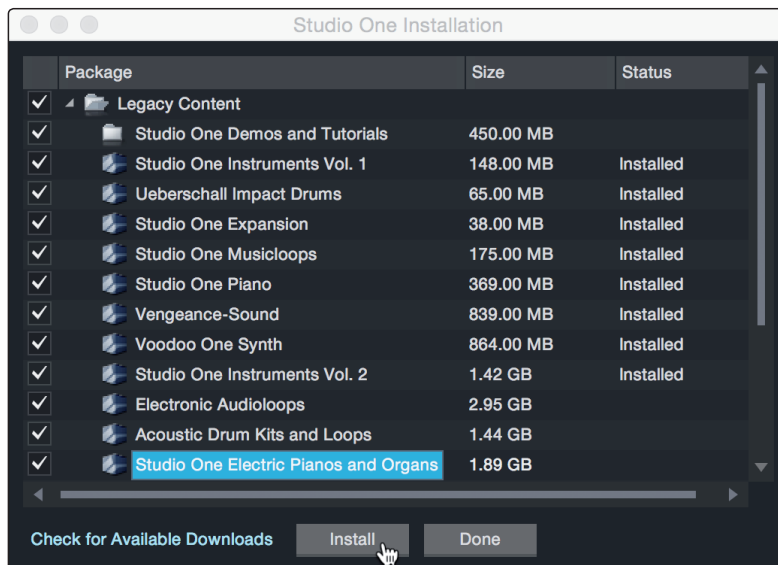 Studio One Installation
Package Size Status
Legacy Content
Studio One Demos and Tutorials 450.00 MB
Studio One Instruments Vol. 1 148.00 MB Installed
Ueberschall Impact Drums 65.00 MB Installed
Studio One Expansion 38.00 MB Installed
Studio One Musicloops 175.00 MB Installed
Studio One Piano 369.00 MB Installed
Vengeance-Sound 839.00 MB Installed
Voodoo One Synth 864.00 MB Installed
Studio One Instruments Vol. 2 1.42 GB Installed
Electronic Audioloops 2.95 GB
Acoustic Drum Kits and Loops 1.44 GB
Studio One Electric Pianos and Organs 1.89 GB
Check for Available Downloads Install Done